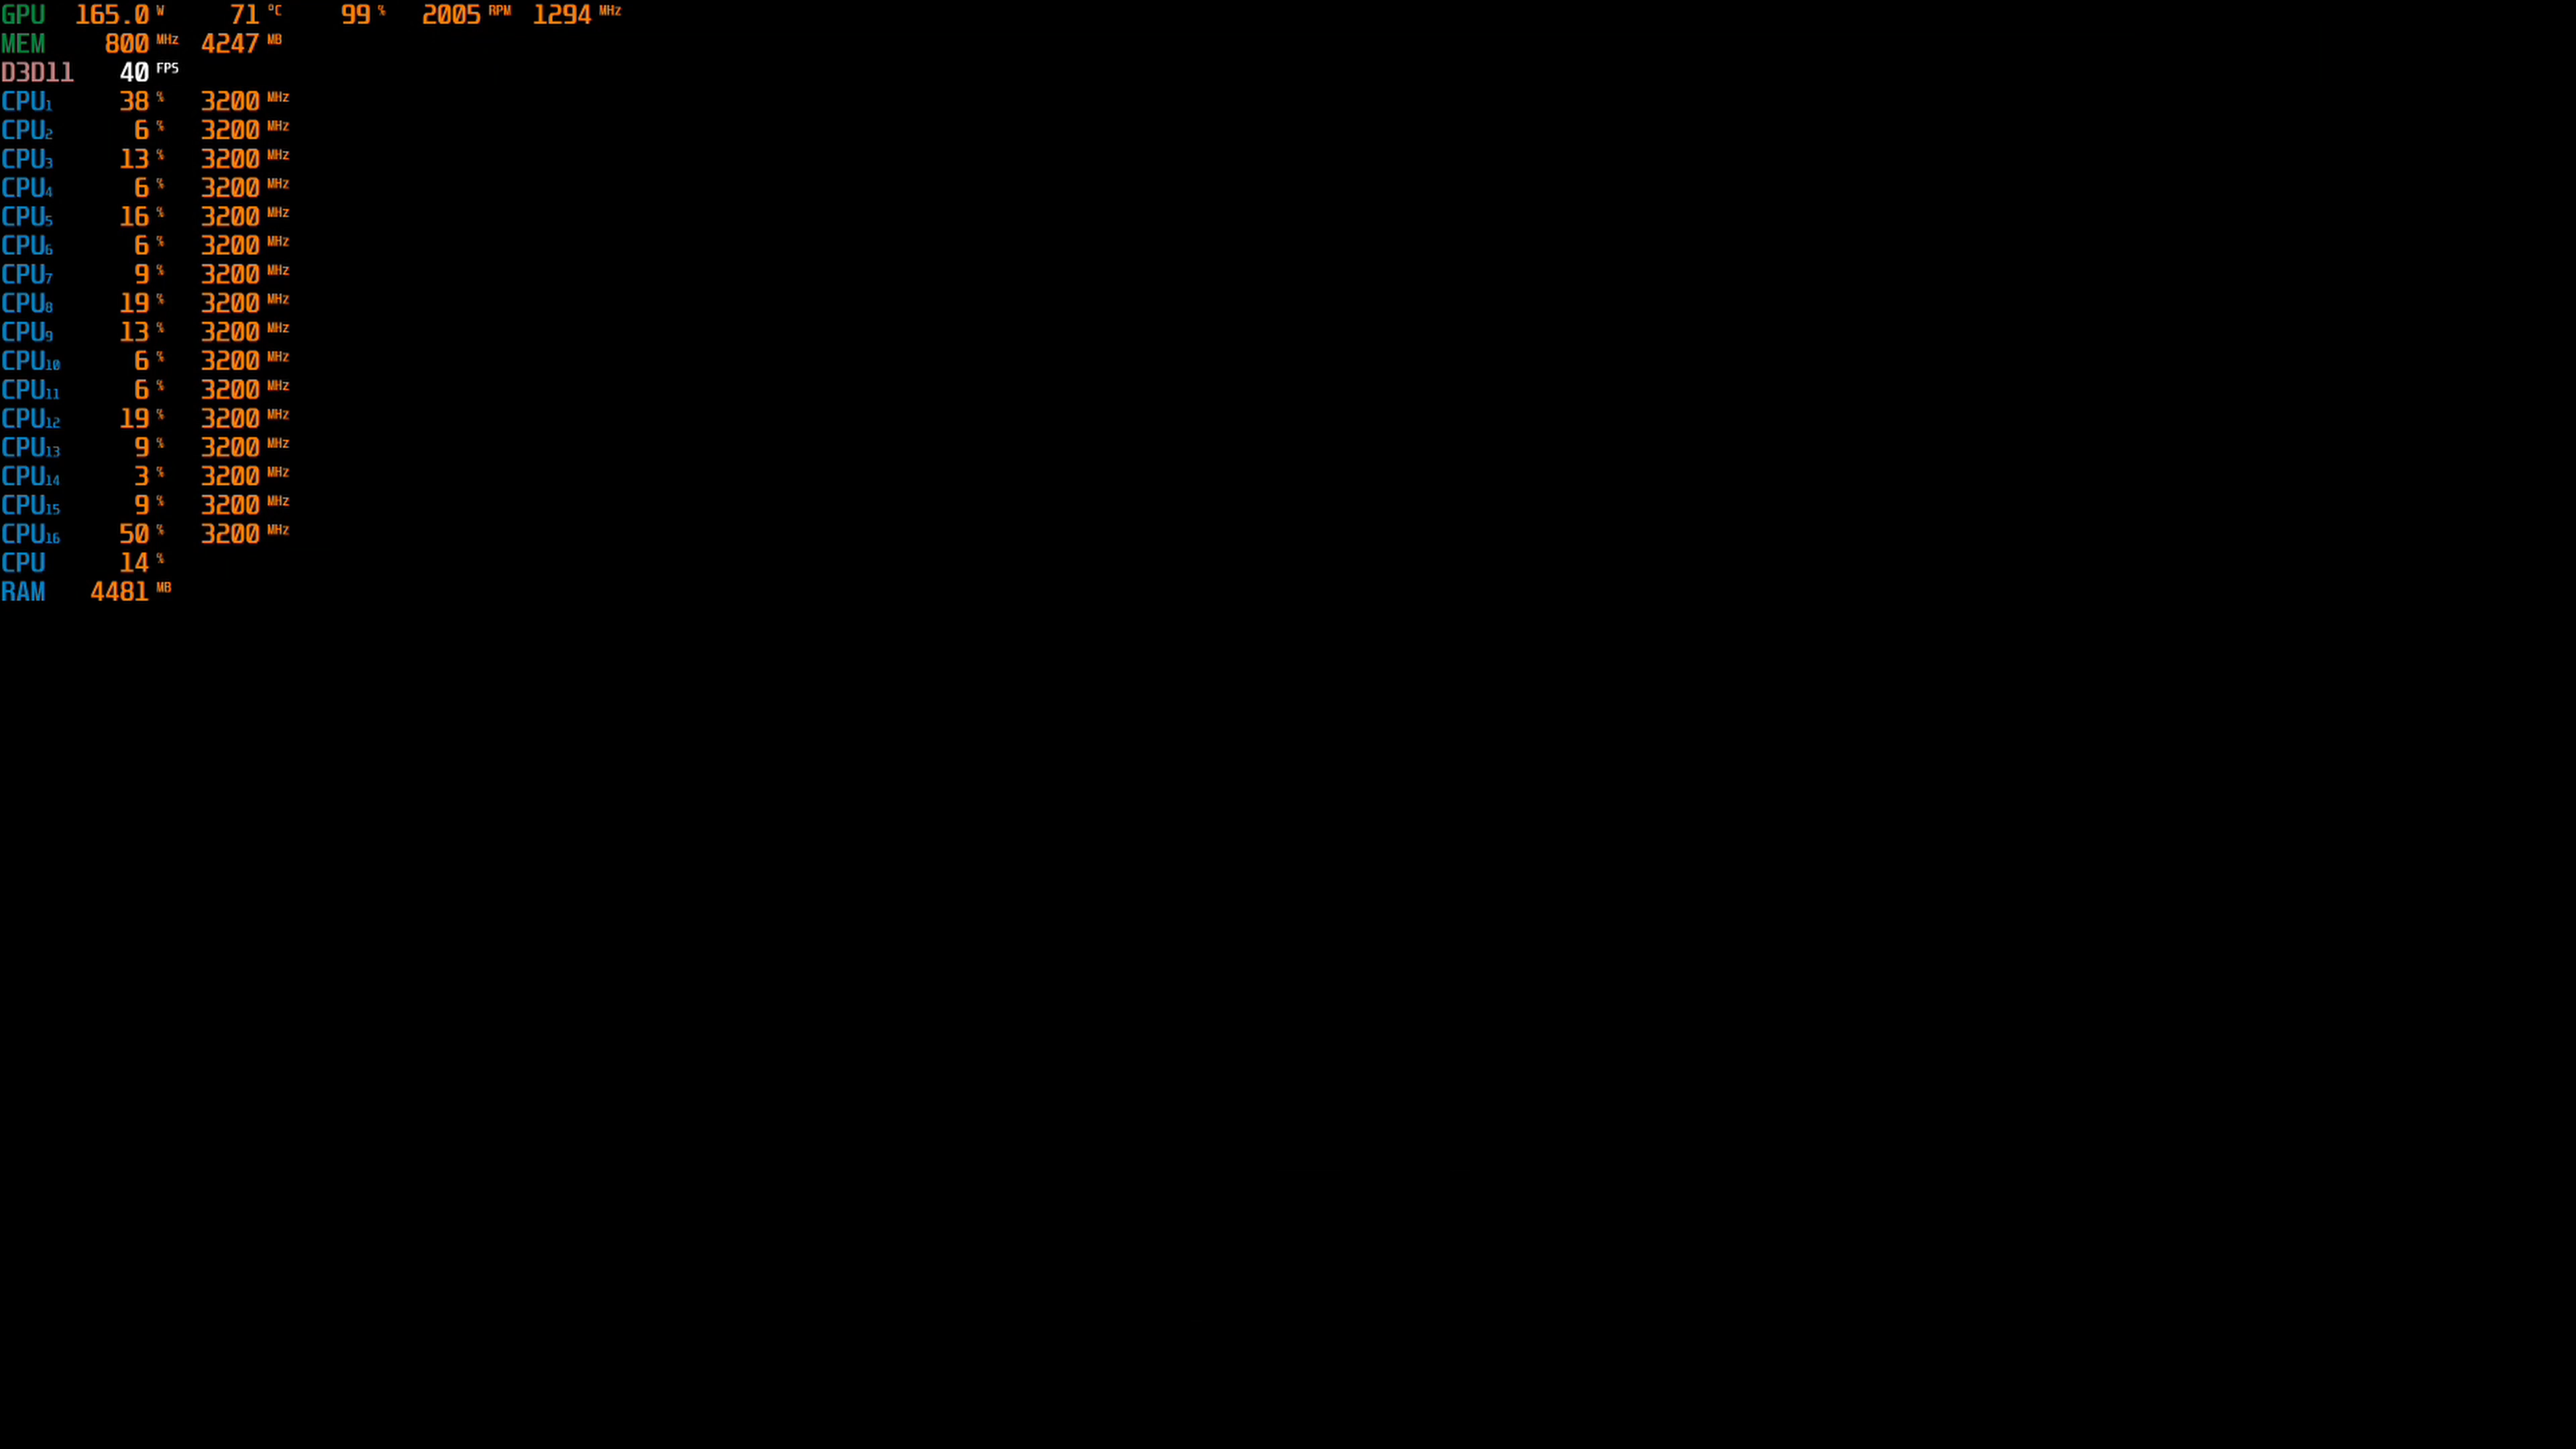 GPU 165.0 W 71 °C 99 % 2005 RPM 1294 MHz
MEM 800 MHz 4247 MB
D3D11 40 FPS
CPU1 38 % 3200 MHz
CPU2 6 % 3200 MHz
CPU3 13 % 3200 MHz
CPU4 6 % 3200 MHz
CPU5 16 % 3200 MHz
CPU6 6 % 3200 MHz
CPU7 9 % 3200 MHz
CPU8 19 % 3200 MHz
CPU9 13 % 3200 MHz
CPU10 6 % 3200 MHz
CPU11 6 % 3200 MHz
CPU12 19 % 3200 MHz
CPU13 9 % 3200 MHz
CPU14 3 % 3200 MHz
CPU15 9 % 3200 MHz
CPU16 50 % 3200 MHz
CPU 14 %
RAM 4481 MB